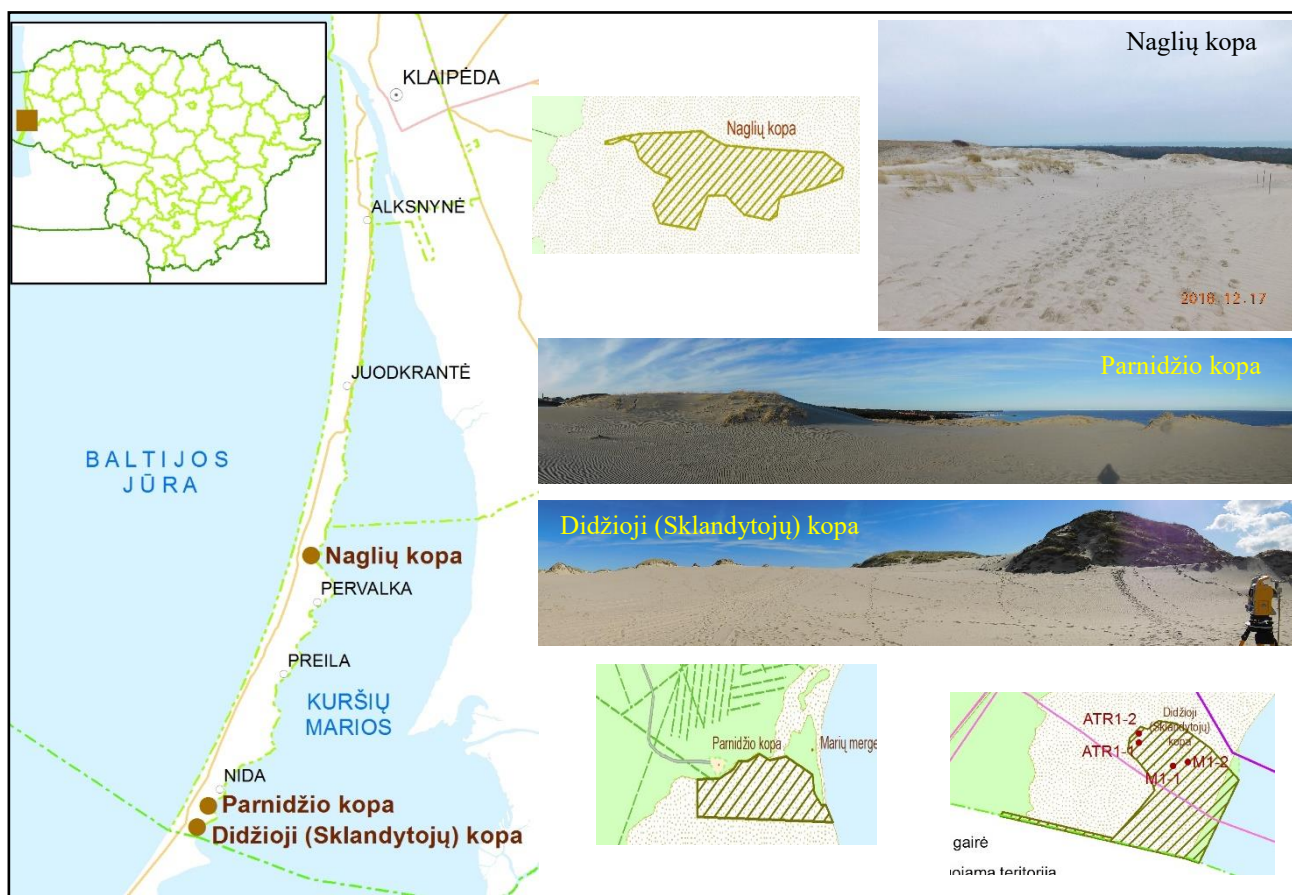 KLAIPĖDA
ALKSNYNĖ
JUODKRANTĖ
BALTIJOS
JŪRA
Naglių kopa
PERVALKA
PREILA
KURŠIŲ
MARIOS
NIDA
Parnidžio kopa
Didžioji (Sklandytojų) kopa
Naglių kopa
Naglių kopa
2018.12.17
Parnidžio kopa
Didžioji (Sklandytojų) kopa
Parnidžio kopa
Marių merge
ATR1-2
Didžioji
(Sklandytojų)
kopa
ATR1-1
M1-2
M1-1
gairė